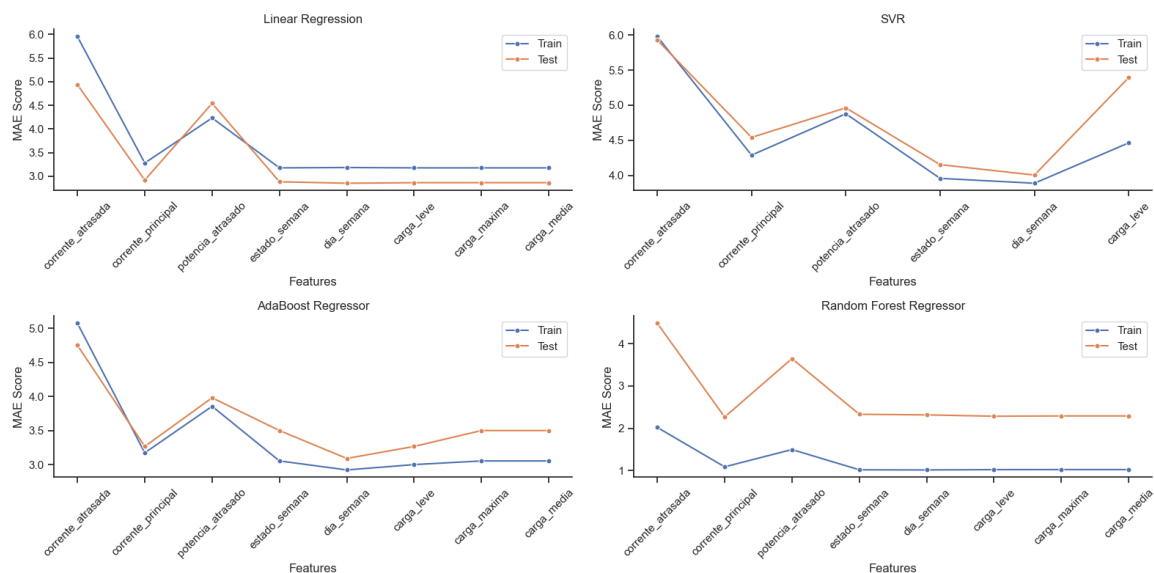 Linear Regression
MAE Score
6.0
5.5
5.0
4.5
4.0
3.5
3.0
Train
Test
corrente_atrasada
corrente_principal
potencia_atrasado
estado_semana
dia_semana
carga_leve
carga_maxima
carga_media
Features
SVR
MAE Score
6.0
5.5
5.0
4.5
4.0
Train
Test
corrente_atrasada
corrente_principal
potencia_atrasado
estado_semana
dia_semana
carga_leve
Features
AdaBoost Regressor
MAE Score
5.0
4.5
4.0
3.5
3.0
Train
Test
corrente_atrasada
corrente_principal
potencia_atrasado
estado_semana
dia_semana
carga_leve
carga_maxima
carga_media
Features
Random Forest Regressor
MAE Score
4
3
2
1
Train
Test
corrente_atrasada
corrente_principal
potencia_atrasado
estado_semana
dia_semana
carga_leve
carga_maxima
carga_media
Features